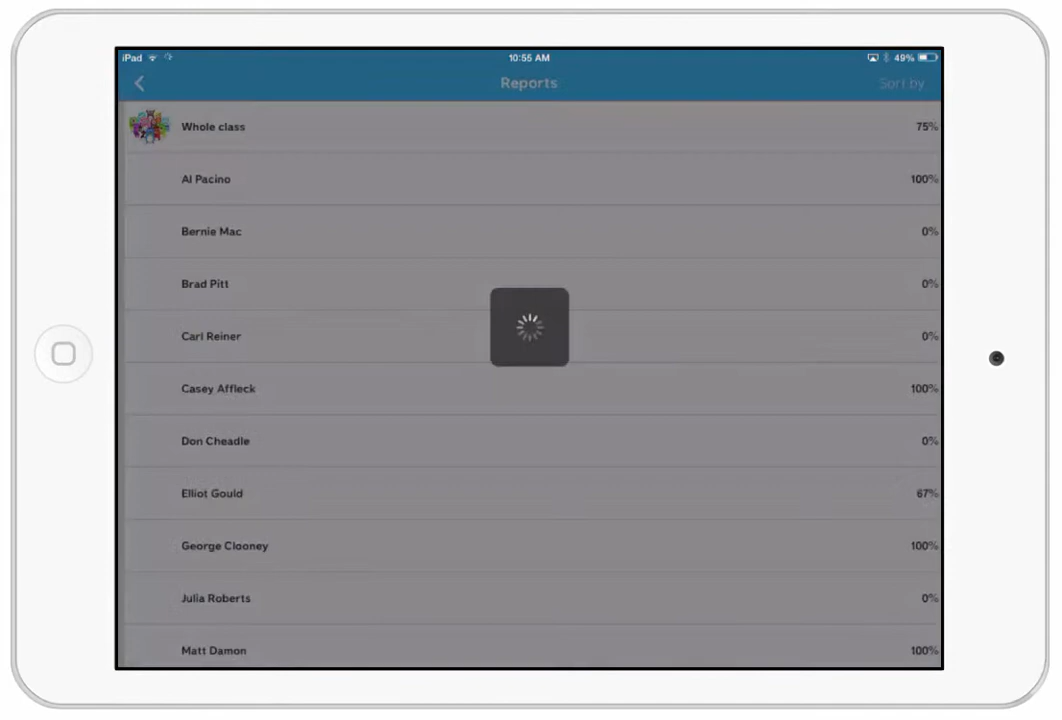 iPad 10:55 AM 49%
Reports Sort by
Whole class 75%
Al Pacino 100%
Bernie Mac 0%
Brad Pitt 0%
Carl Reiner 0%
Casey Affleck 100%
Don Cheadle 0%
Elliot Gould 67%
George Clooney 100%
Julia Roberts 0%
Matt Damon 100%